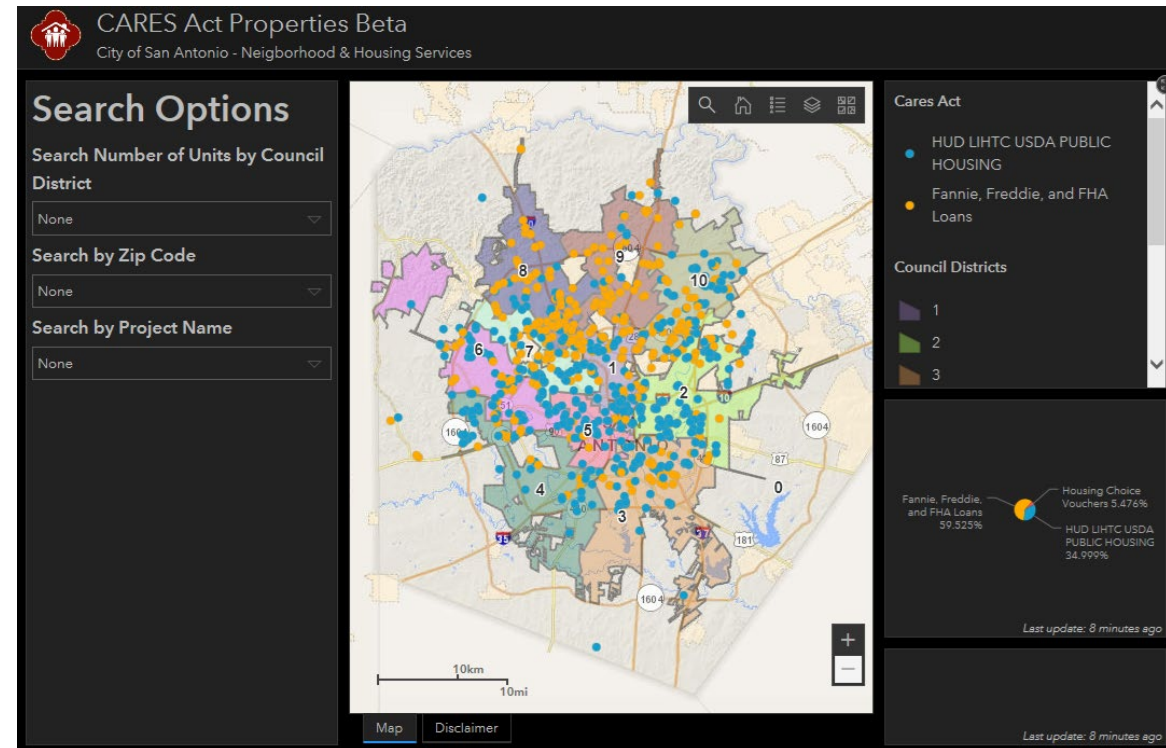 CARES Act Properties Beta
City of San Antonio - Neigborhood & Housing Services
Search Options
Search Number of Units by Council
District
None
Search by Zip Code
None
Search by Project Name
None
9
8
10
6
7
1
2
10
51
5
1604
ANTONIO
87
0
4
3
35
37
181
1604
10km
10mi
+
−
Map
Disclaimer
Cares Act
HUD LIHTC USDA PUBLIC
HOUSING
Fannie, Freddie, and FHA
Loans
Council Districts
1
2
3
Fannie, Freddie,
and FHA Loans
59.525%
Housing Choice
Vouchers 5.476%
HUD LIHTC USDA
PUBLIC HOUSING
34.999%
Last update: 8 minutes ago
Last update: 8 minutes ago